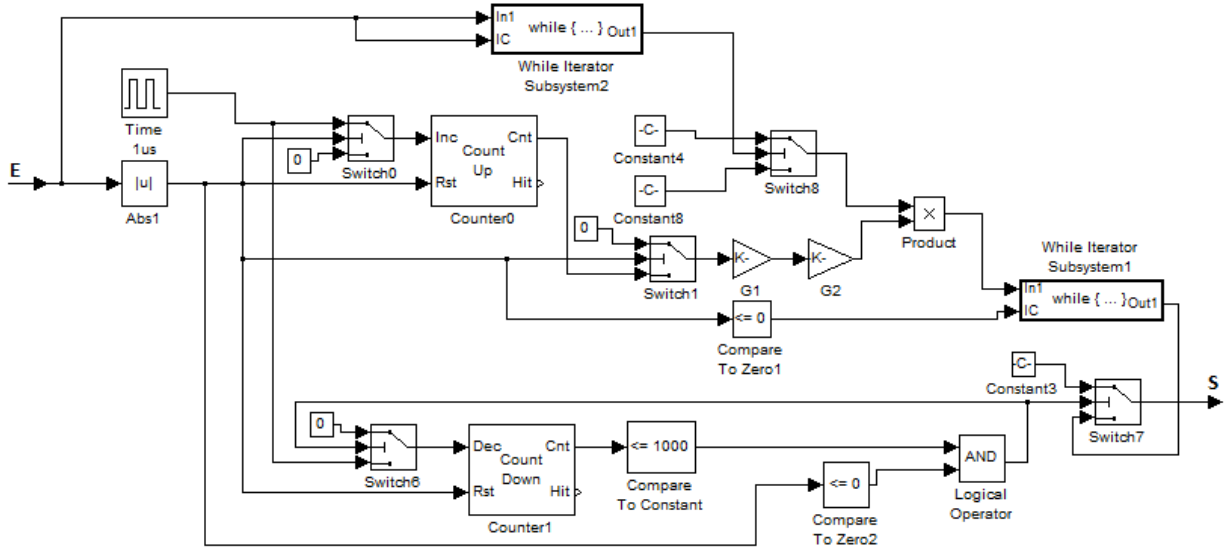 In1
IC
while { ... }
Out1
While Iterator
Subsystem2
Time
1us
E
|u|
Abs1
0
Switch0
Inc
Cnt
Count
Up
Rst
Hit
Counter0
-C-
Constant4
-C-
Constant8
Switch8
×
Product
0
Switch1
K-
G1
K-
G2
While Iterator
Subsystem1
In1
IC
while { ... }
Out1
<= 0
Compare
To Zero1
-C-
Constant3
S
Switch7
0
Switch6
Dec
Cnt
Count
Down
Rst
Hit
Counter1
<= 1000
Compare
To Constant
<= 0
Compare
To Zero2
AND
Logical
Operator